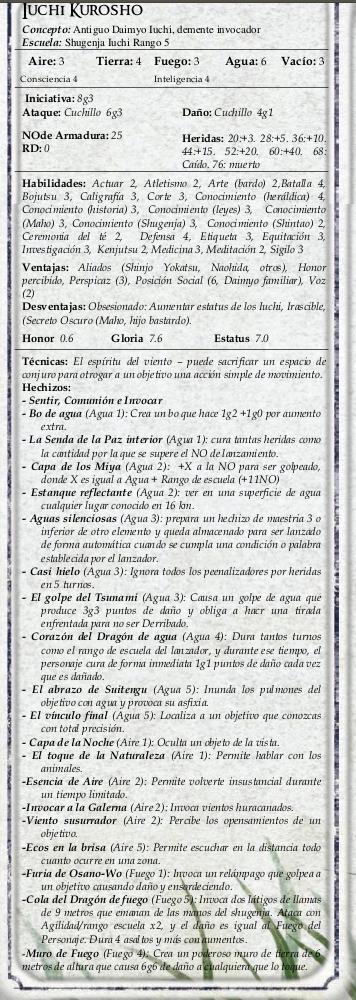 IUCHI KUROSHO
Concepto: Antiguo Daimyo Iuchi, demente invocador
Escuela: Shugenja Iuchi Rango 5
Aire: 3 Tierra: 4 Fuego: 3 Agua: 6 Vacío: 3
Consciencia 4 Inteligencia 4
Iniciativa: 8g3
Ataque: Cuchillo 6g3 Daño: Cuchillo 4g1
NOde Armadura: 25 Heridas: 20:+3. 28:+5. 36:+10.
RD: 0 44:+15. 52:+20. 60:+40. 68:
Caído. 76: muerto
Habilidades: Actuar 2, Atletismo 2, Arte (bardo) 2,Batalla 4,
Bojutsu 3, Caligrafía 3, Corte 3, Conocimiento (heráldica) 4,
Conocimiento (historia) 3, Conocimiento (leyes) 3, Conocimiento
(Maho) 3, Conocimiento (Shugenja) 3, Conocimiento (Shintao) 2,
Ceremonia del té 2, Defensa 4, Etiqueta 3, Equitación 3,
Investigación 3, Kenjutsu 2, Medicina 3, Meditación 2, Sigilo 3
Ventajas: Aliados (Shinjo Yokatsu, Naohida, otros), Honor
percibido, Perspicaz (3), Posición Social (6, Daimyo familiar), Voz
(2)
Desventajas: Obsesionado: Aumentar estatus de los Iuchi, Irascible,
(Secreto Oscuro (Maho, hijo bastardo).
Honor 0.6 Gloria 7.6 Estatus 7.0
Técnicas: El espíritu del viento – puede sacrificar un espacio de
conjuro para otrogar a un objetivo una acción simple de movimiento.
Hechizos:
- Sentir, Comunión e Invocar
- Bo de agua (Agua 1): Crea un bo que hace 1g2 +1g0 por aumento
extra.
- La Senda de la Paz interior (Agua 1): cura tantas heridas como
la cantidad por la que se supere el NO de lanzamiento.
- Capa de los Miya (Agua 2): +X a la NO para ser golpeado,
donde X es igual a Agua + Rango de escuela (+11NO)
- Estanque reflectante (Agua 2): ver en una superficie de agua
cualquier lugar conocido en 16 km.
- Aguas silenciosas (Agua 3): prepara un hechizo de maestria 3 o
inferior de otro elemento y queda almacenado para ser lanzado
de forma automática cuando se cumpla una condición o palabra
establecida por el lanzador.
- Casi hielo (Agua 3): Ignora todos los peenalizadores por heridas
en 5 turnos.
- El golpe del Tsunami (Agua 3): Causa un golpe de agua que
produce 3g3 puntos de daño y obliga a hacer una tirada
enfrentada para no ser Derribado.
- Corazón del Dragón de agua (Agua 4): Dura tantos turnos
como el rango de escuela del lanzador, y durante ese tiempo, el
personaje cura de forma inmediata 1g1 puntos de daño cada vez
que es dañado.
- El abrazo de Suitengu (Agua 5): Inunda los pulmones del
objetivo con agua y provoca su asfixia.
- El vínculo final (Agua 5): Localiza a un objetivo que conozcas
con total precisión.
- Capa de la Noche (Aire 1): Oculta un objeto de la vista.
- El toque de la Naturaleza (Aire 1): Permite hablar con los
animales.
-Esencia de Aire (Aire 2): Permite volverte insustancial durante
un tiempo limitado.
-Invocar a la Galerna (Aire 2): Invoca vientos huracanados.
-Viento susurrador (Aire 2): Percibe los opensamientos de un
objetivo.
-Ecos en la brisa (Aire 5): Permite escuchar en la distancia todo
cuanto ocurre en una zona.
-Furia de Osano-Wo (Fuego 1): Invoca un relámpago que golpea a
un objetivo causando daño y ensordeciendo.
-Cola del Dragón de fuego (Fuego 5): Invoca dos látigos de llamas
de 9 metros que emanan de las manos del shugenja. Ataca con
Agilidad/rango escuela x2, y el daño es igual al Fuego del
Personaje. Dura 4 asaltos y más con aumentos.
-Muro de Fuego (Fuego 4): Crea un poderoso muro de tierra de 6
metros de altura que causa 6g6 de daño a cualquiera que lo toque.